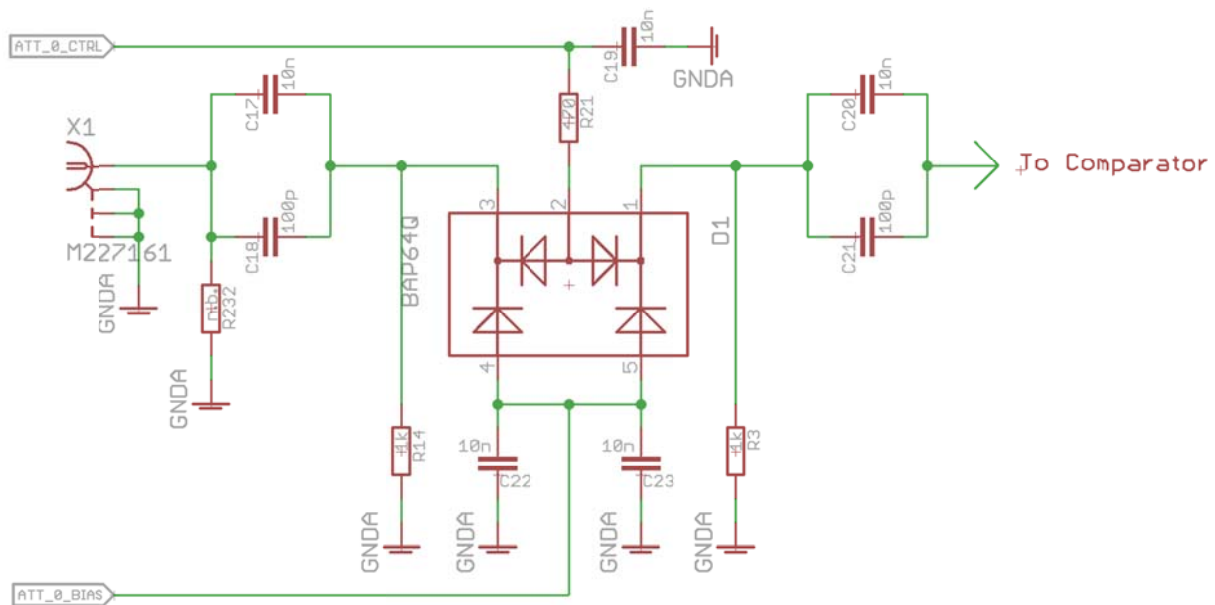 ATT_0_CTRL
10n
C19
GNDA
10n
C17
470
R21
10n
C20
X1
To Comparator
3
2
1
100p
C18
BAP64Q
D1
100p
C21
M227161
GNDA
n.b.
R232
GNDA
4
5
1k
R14
10n
C22
10n
C23
1k
R3
GNDA
GNDA
GNDA
GNDA
ATT_0_BIAS